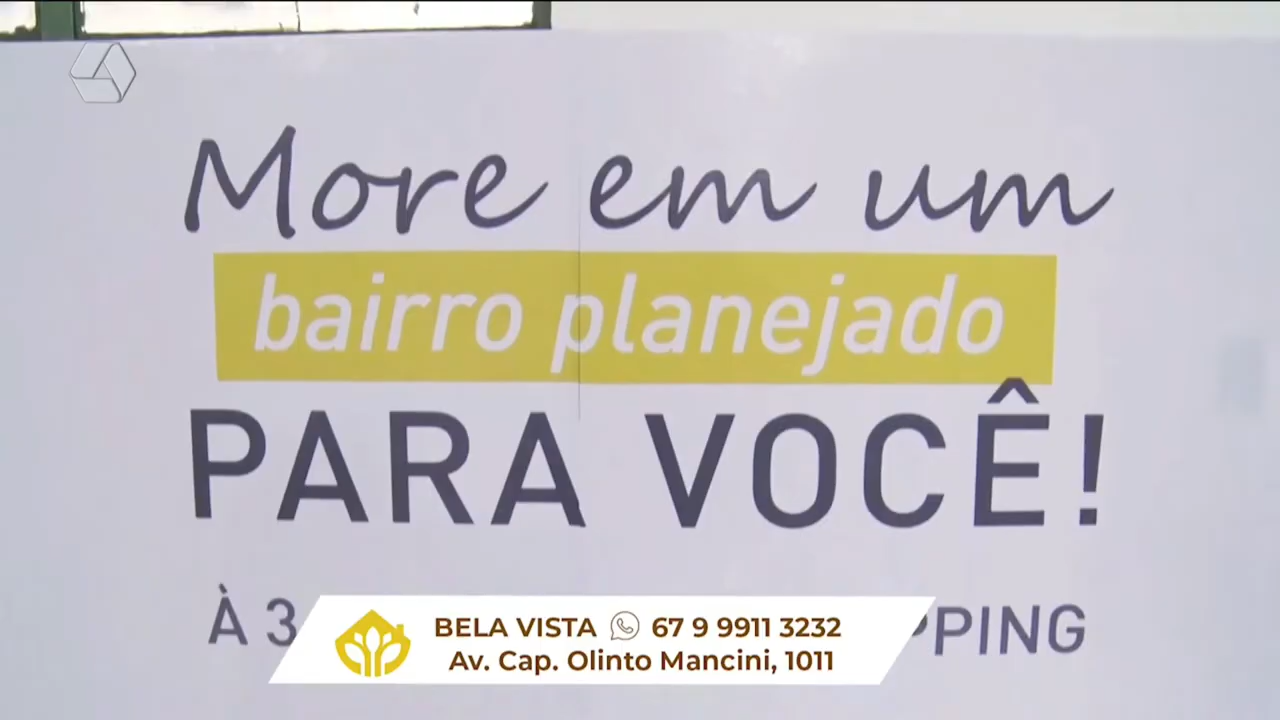 More em um
bairro planejado
PARA VOCÊ!
À 3
BELA VISTA 67 9 9911 3232
Av. Cap. Olinto Mancini, 1011